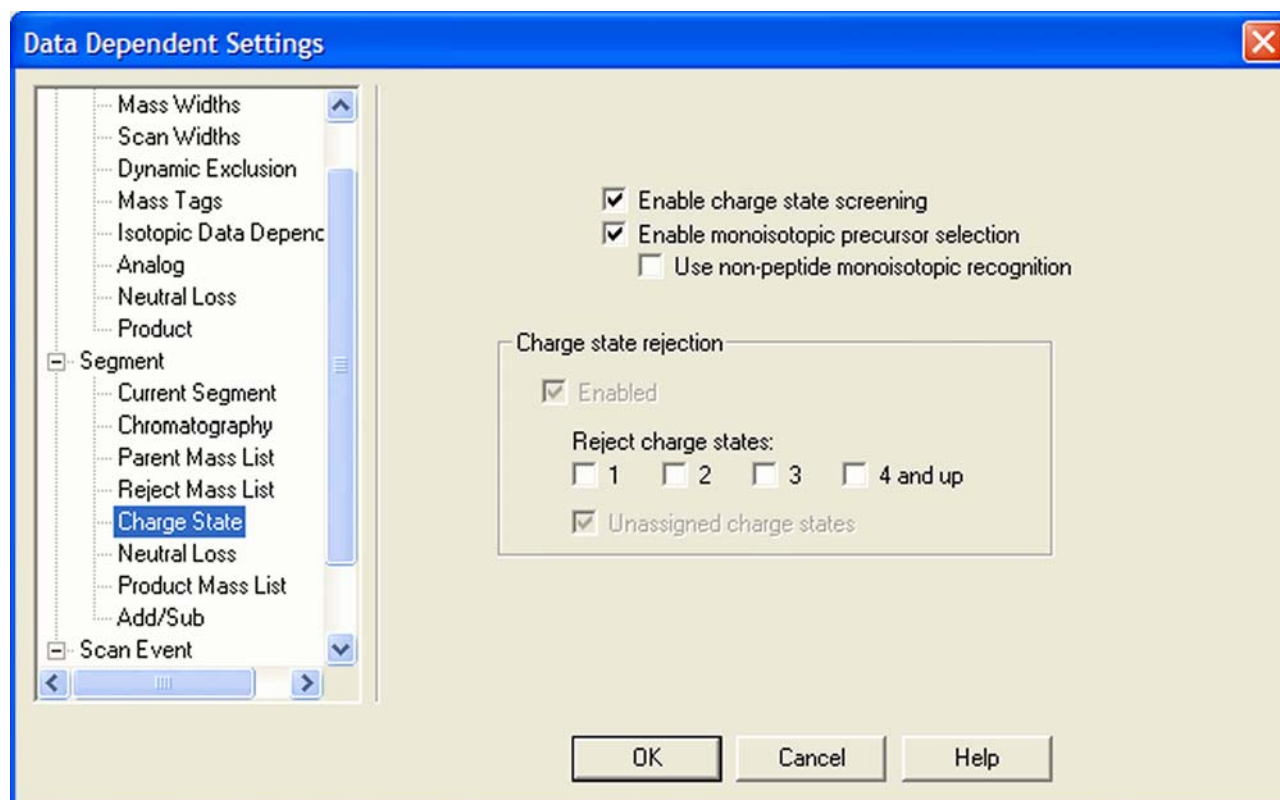 Data Dependent Settings
Mass Widths
Scan Widths
Dynamic Exclusion
Mass Tags
Isotopic Data Depenc
Analog
Neutral Loss
Product
Segment
Current Segment
Chromatography
Parent Mass List
Reject Mass List
Charge State
Neutral Loss
Product Mass List
Add/Sub
Scan Event
Enable charge state screening
Enable monoisotopic precursor selection
Use non-peptide monoisotopic recognition
Charge state rejection
Enabled
Reject charge states:
1 2 3 4 and up
Unassigned charge states
OK Cancel Help